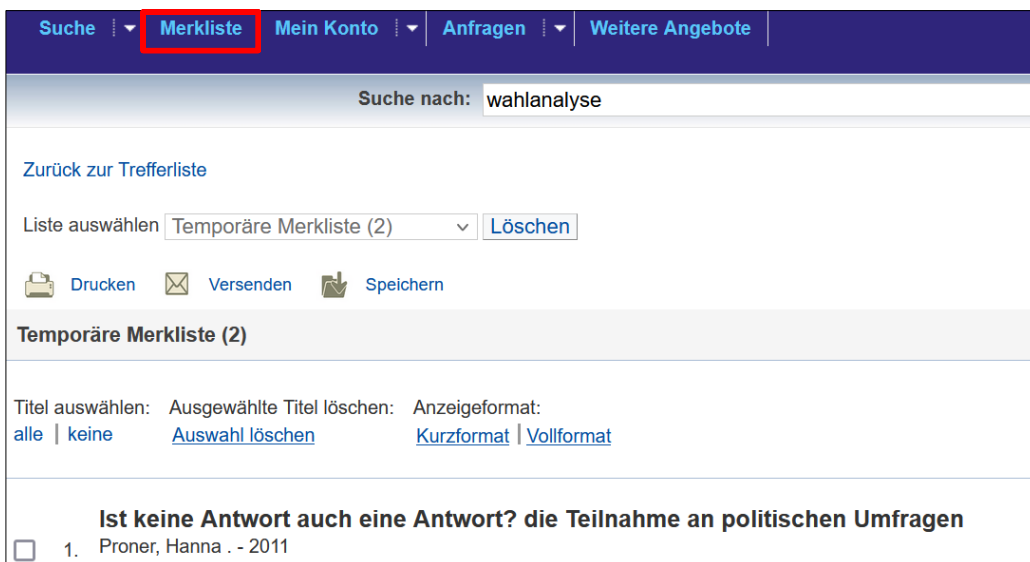 Suche Merkliste Mein Konto Anfragen Weitere Angebote
Suche nach: wahlanalyse
Zurück zur Trefferliste
Liste auswählen Temporäre Merkliste (2) Löschen
Drucken Versenden Speichern
Temporäre Merkliste (2)
Titel auswählen: Ausgewählte Titel löschen: Anzeigeformat:
alle | keine Auswahl löschen Kurzformat | Vollformat
Ist keine Antwort auch eine Antwort? die Teilnahme an politischen Umfragen
1. Proner, Hanna . - 2011